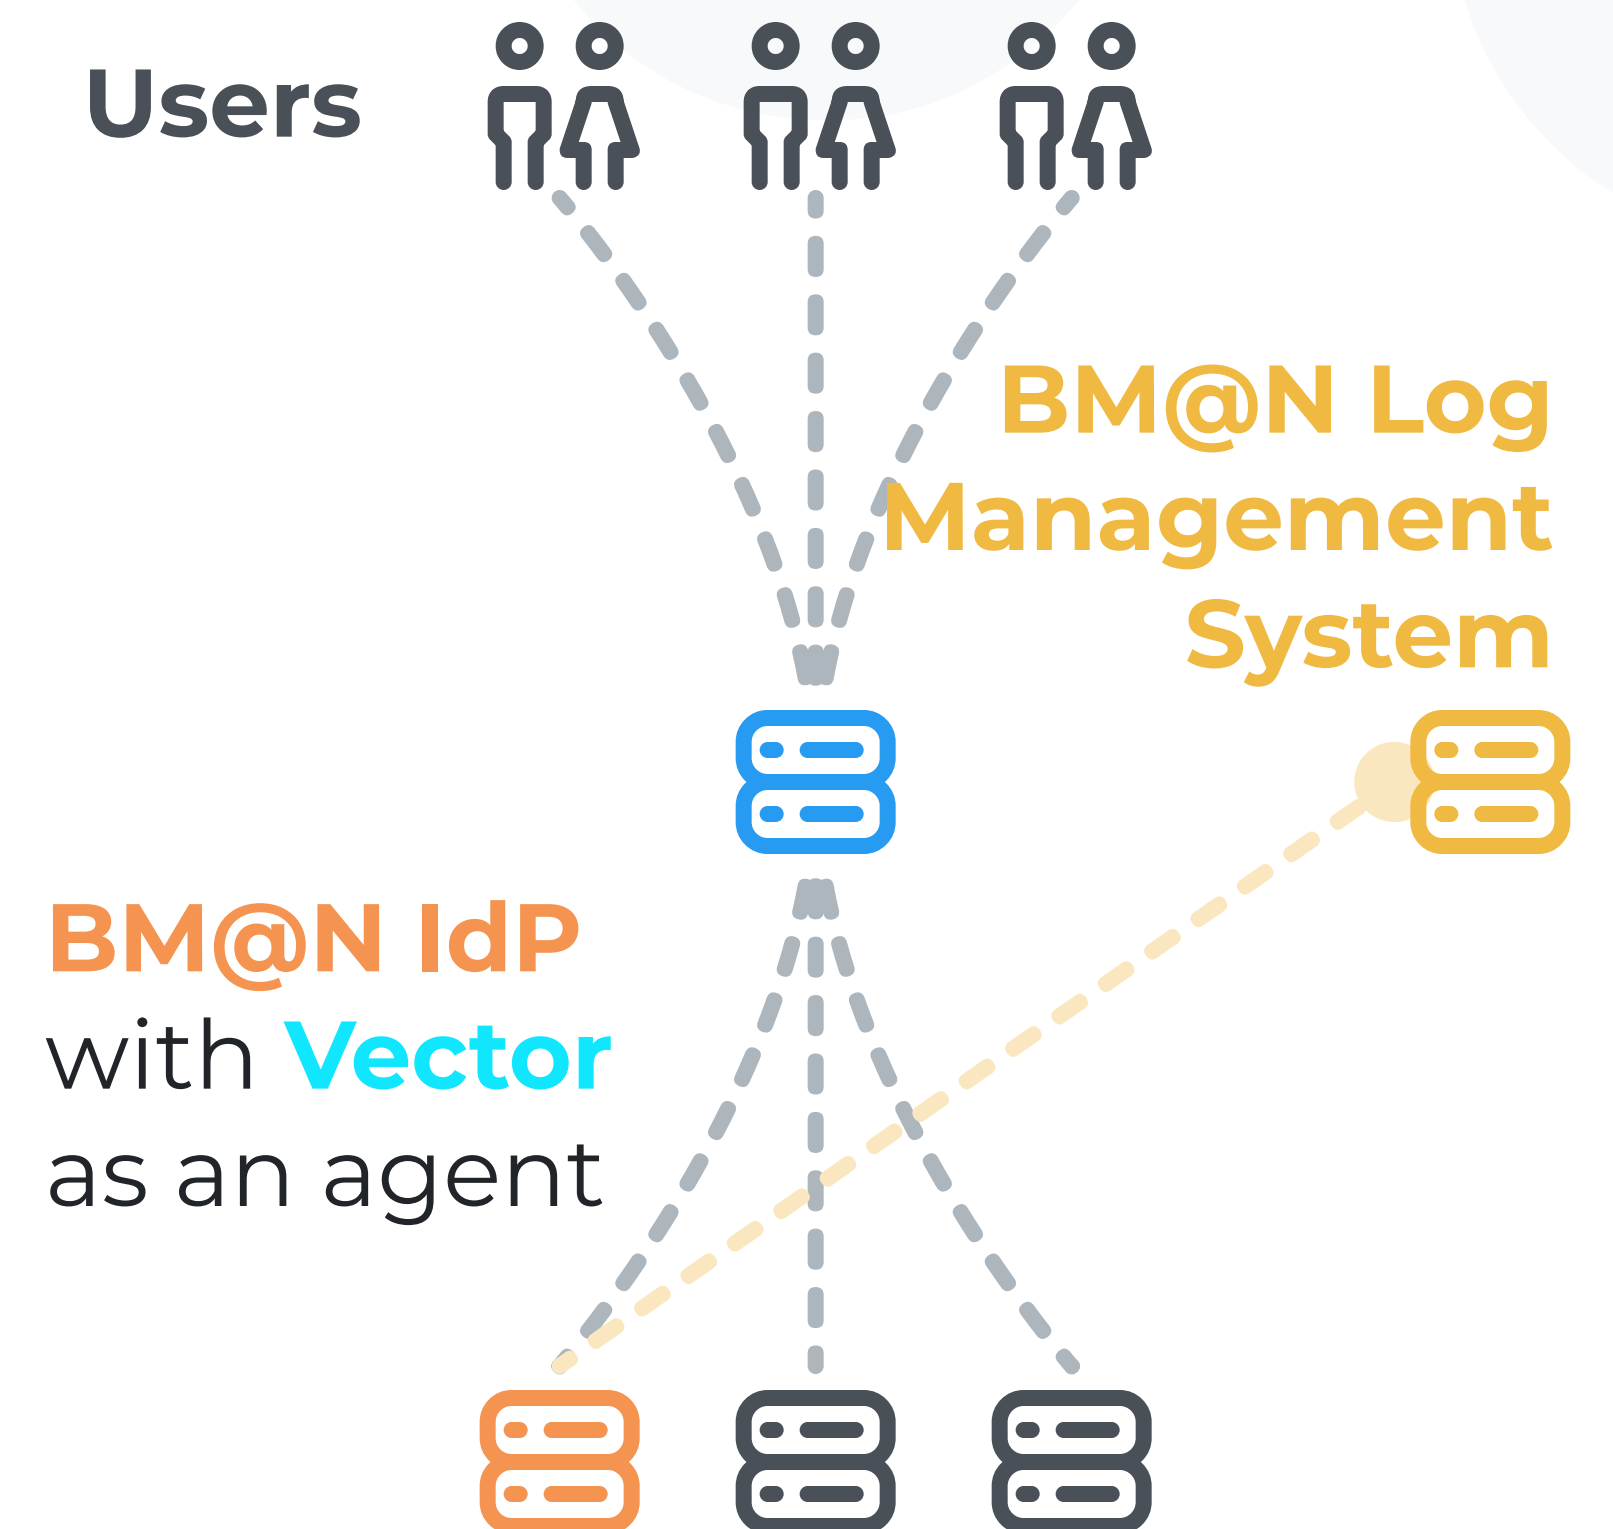 Users
BM@N Log
Management
System
BM@N IdP
with Vector
as an agent